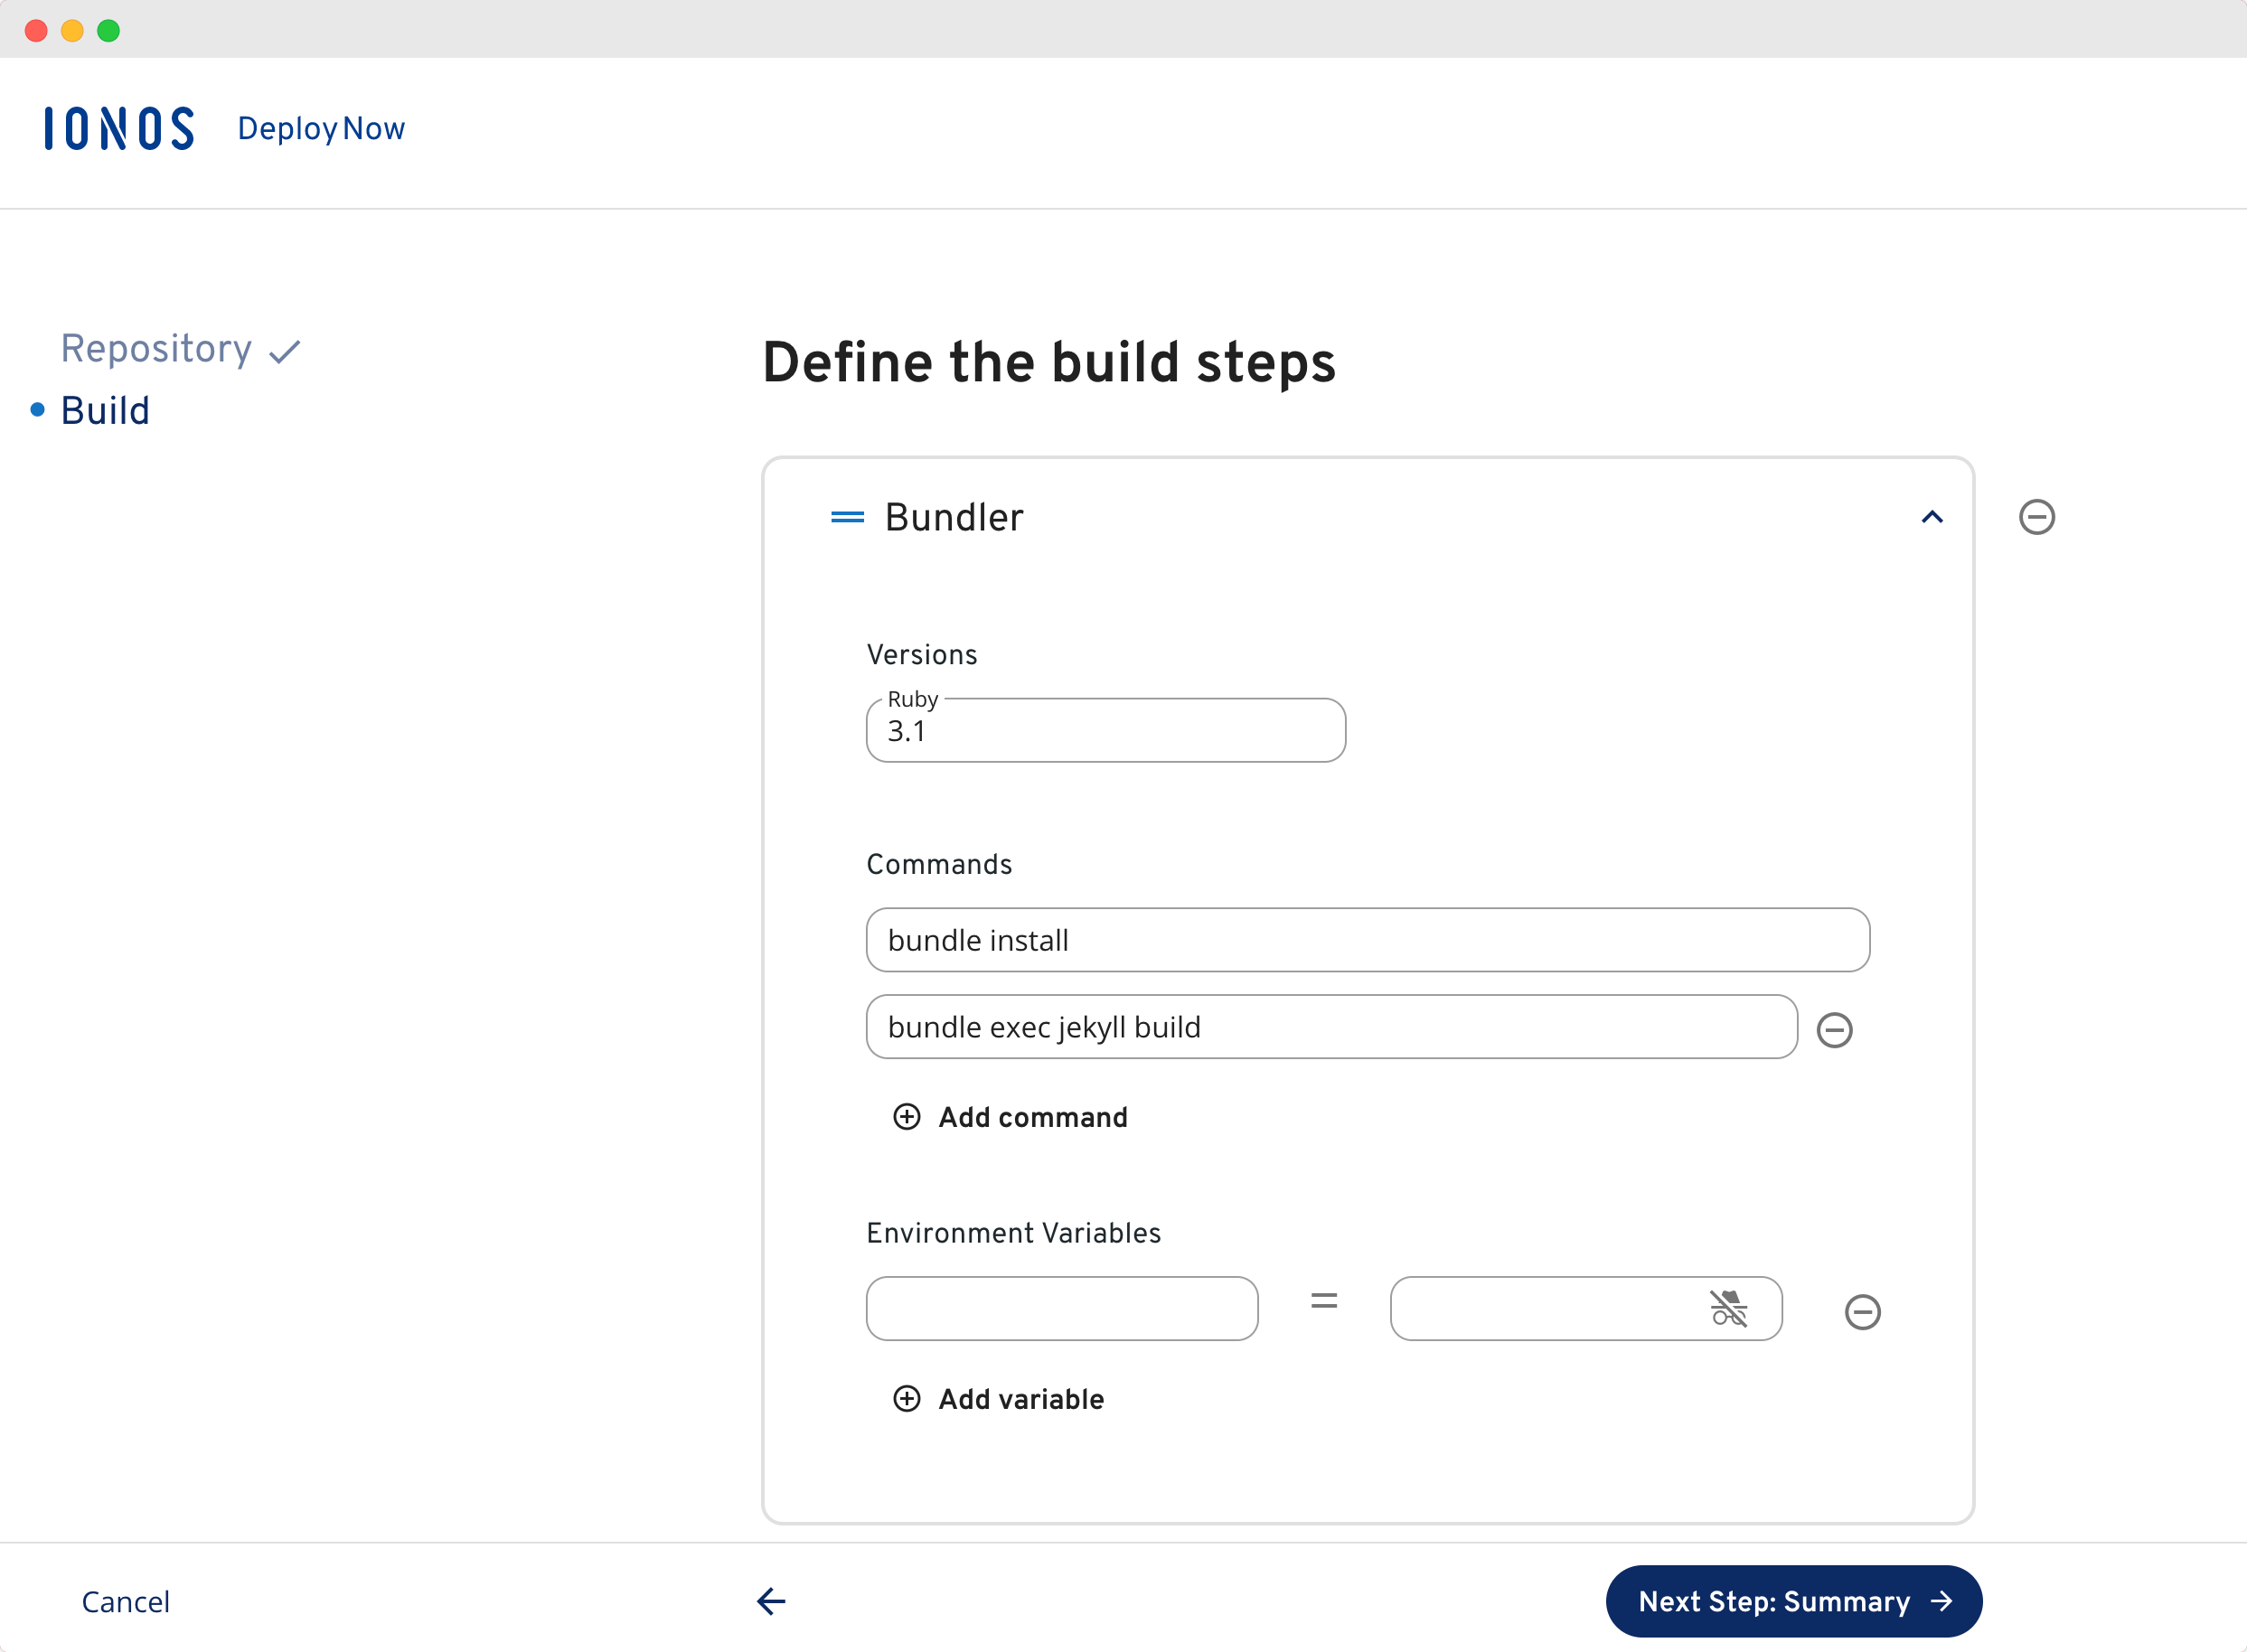 IONOS Deploy Now
Repository
Build
Define the build steps
Bundler
Versions
Ruby
3.1
Commands
bundle install
bundle exec jekyll build
Add command
Environment Variables
=
Add variable
Cancel
Next Step: Summary